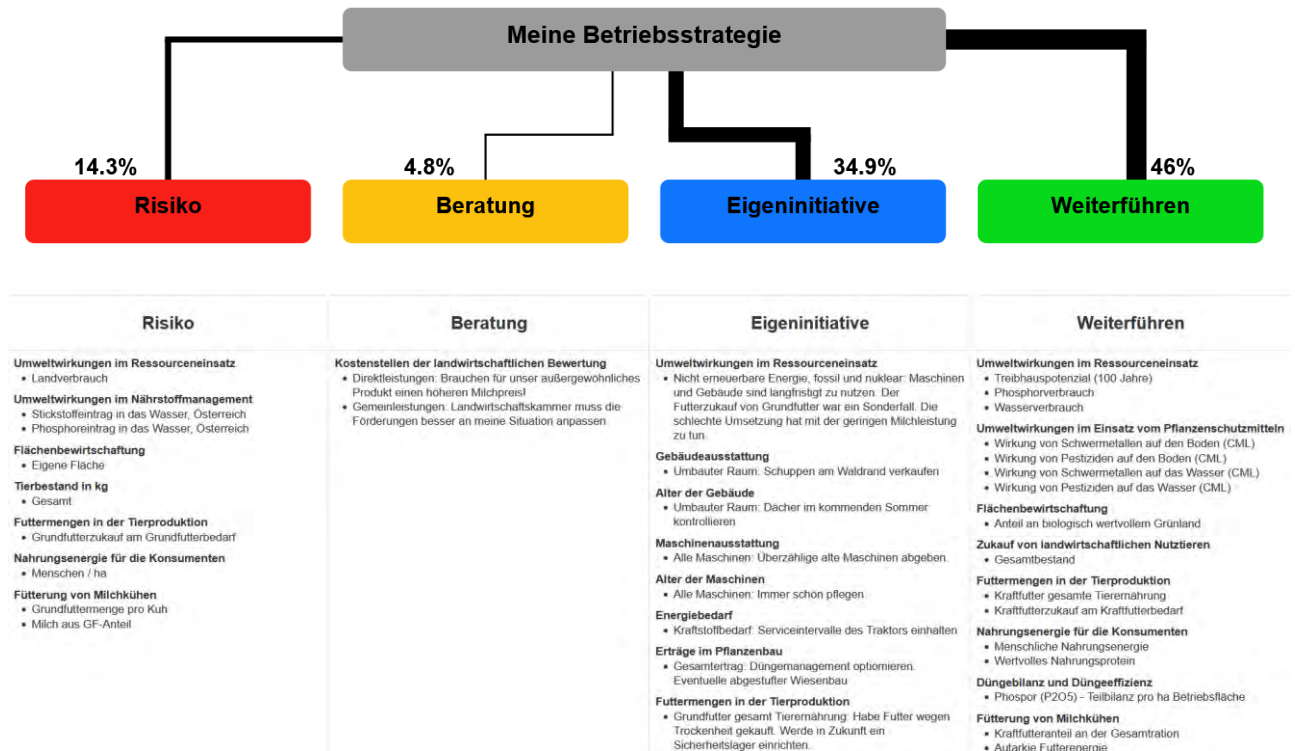 Meine Betriebsstrategie
14.3%
4.8%
34.9%
46%
Risiko
Beratung
Eigeninitiative
Weiterführen
Risiko
Umweltwirkungen im Ressourceneinsatz
• Landverbrauch
Umweltwirkungen im Nährstoffmanagement
• Stickstoffeintrag in das Wasser, Österreich
• Phosphoreintrag in das Wasser, Österreich
Flächenbewirtschaftung
• Eigene Fläche
Tierbestand in kg
• Gesamt
Futtermengen in der Tierproduktion
• Grundfutterzukauf am Grundfutterbedarf
Nahrungsenergie für die Konsumenten
• Menschen / ha
Fütterung von Milchkühen
• Grundfuttermenge pro Kuh
• Milch aus GF-Anteil
Beratung
Kostenstellen der landwirtschaftlichen Bewertung
• Direktleistungen: Brauchen für unser außergewöhnliches
Produkt einen höheren Milchpreis!
• Gemeinleistungen: Landwirtschaftskammer muss die
Förderungen besser an meine Situation anpassen
Eigeninitiative
Umweltwirkungen im Ressourceneinsatz
• Nicht erneuerbare Energie, fossil und nuklear: Maschinen
und Gebäude sind langfristigt zu nutzen. Der
Futterzukauf von Grundfutter war ein Sonderfall. Die
schlechte Umsetzung hat mit der geringen Milchleistung
zu tun.
Gebäudeausstattung
• Umbauter Raum: Schuppen am Waldrand verkaufen
Alter der Gebäude
• Umbauter Raum: Dächer im kommenden Sommer
kontrollieren
Maschinenausstattung
• Alle Maschinen: Überzählige alte Maschinen abgeben.
Alter der Maschinen
• Alle Maschinen: Immer schön pflegen
Energiebedarf
• Kraftstoffbedarf: Serviceintervalle des Traktors einhalten
Erträge im Pflanzenbau
• Gesamtertrag: Düngemanagement optiomieren.
Eventuelle abgestufter Wiesenbau
Futtermengen in der Tierproduktion
• Grundfutter gesamt Tierernährung: Habe Futter wegen
Trockenheit gekauft. Werde in Zukunft ein
Sicherheitslager einrichten.
Weiterführen
Umweltwirkungen im Ressourceneinsatz
• Treibhauspotenzial (100 Jahre)
• Phosphorverbrauch
• Wasserverbrauch
Umweltwirkungen im Einsatz vom Pflanzenschutzmitteln
• Wirkung von Schwermetallen auf den Boden (CML)
• Wirkung von Pestiziden auf den Boden (CML)
• Wirkung von Schwermetallen auf das Wasser (CML)
• Wirkung von Pestiziden auf das Wasser (CML)
Flächenbewirtschaftung
• Anteil an biologisch wertvollem Grünland
Zukauf von landwirtschaftlichen Nutztieren
• Gesamtbestand
Futtermengen in der Tierproduktion
• Kraftfutter gesamte Tierernährung
• Kraftfutterzukauf am Kraftfutterbedarf
Nahrungsenergie für die Konsumenten
• Menschliche Nahrungsenergie
• Wertvolles Nahrungsprotein
Düngebilanz und Düngeeffizienz
• Phospor (P2O5) - Teilbilanz pro ha Betriebsfläche
Fütterung von Milchkühen
• Kraftfutteranteil an der Gesamtration
• Autarkie Futterenergie